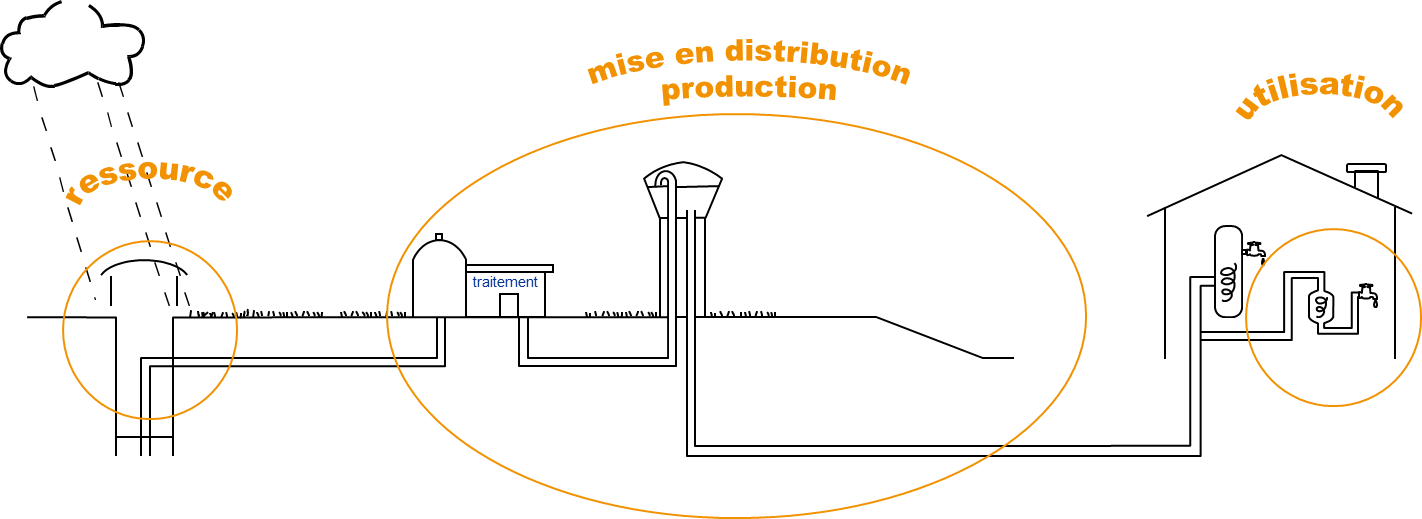 mise en distribution
production
utilisation
ressource
traitement